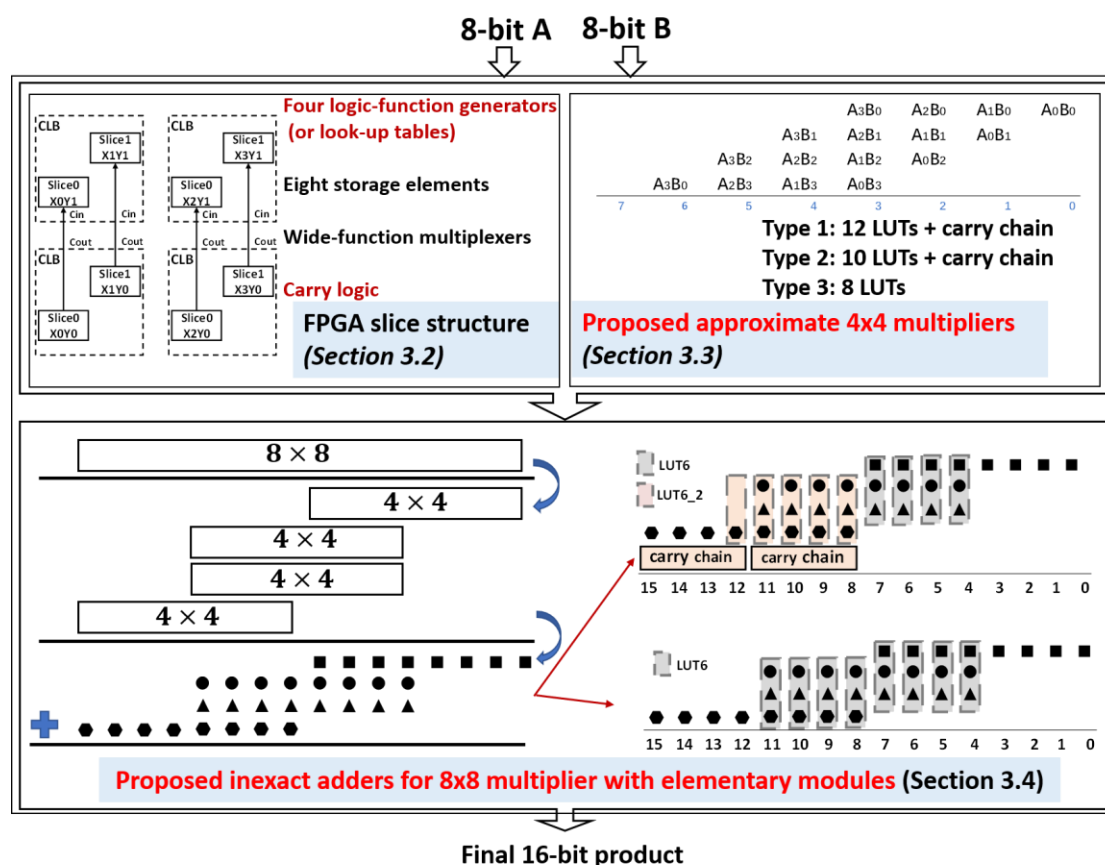 8-bit A 8-bit B
CLB
Slice1
X1Y1
Slice0
X0Y1
Cin
Cin
Cout
Cout
CLB
Slice1
X1Y0
Slice0
X0Y0
CLB
Slice1
X3Y1
Slice0
X2Y1
Cin
Cin
Cout
Cout
CLB
Slice1
X3Y0
Slice0
X2Y0
Four logic-function generators
(or look-up tables)
Eight storage elements
Wide-function multiplexers
Carry logic
FPGA slice structure
(Section 3.2)
A3B0 A2B0 A1B0 A0B0
A3B1 A2B1 A1B1 A0B1
A3B2 A2B2 A1B2 A0B2
A3B0 A2B3 A1B3 A0B3
7 6 5 4 3 2 1 0
Type 1: 12 LUTs + carry chain
Type 2: 10 LUTs + carry chain
Type 3: 8 LUTs
Proposed approximate 4x4 multipliers
(Section 3.3)
8 × 8
4 × 4
4 × 4
4 × 4
4 × 4
LUT6
LUT6_2
carry chain carry chain
15 14 13 12 11 10 9 8 7 6 5 4 3 2 1 0
LUT6
15 14 13 12 11 10 9 8 7 6 5 4 3 2 1 0
Proposed inexact adders for 8x8 multiplier with elementary modules (Section 3.4)
Final 16-bit product